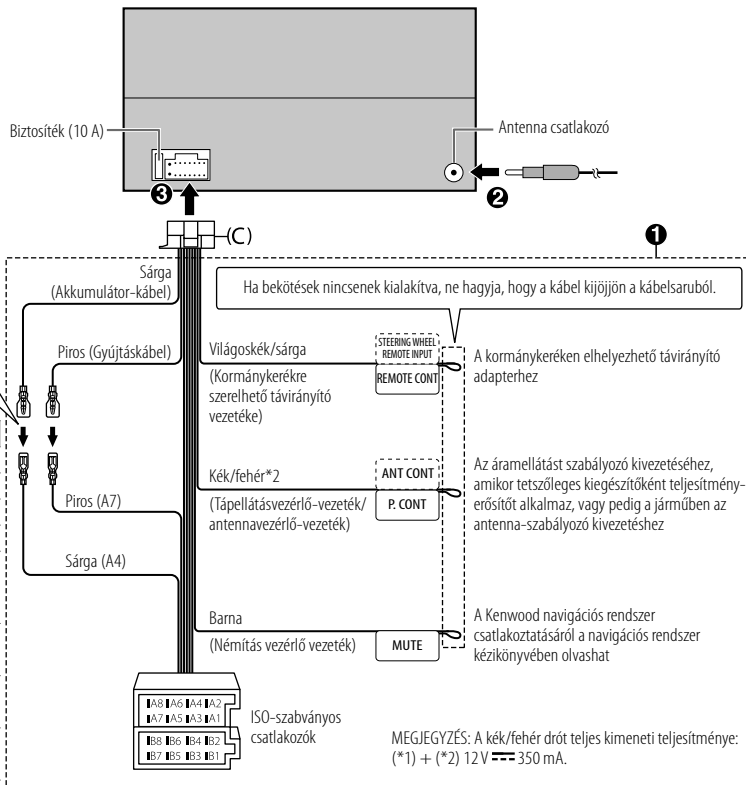 Biztosíték (10 A)
Antenna csatlakozó
❸
❷
(C)
❶
Sárga
(Akkumulátor-kábel)
Ha bekötések nincsenek kialakítva, ne hagyja, hogy a kábel kijöjjön a kábelsaruból.
Piros (Gyújtáskábel)
Világoskék/sárga
(Kormánykerékre
szerelhető távirányító
vezetéke)
STEERING WHEEL
REMOTE INPUT
REMOTE CONT
A kormánykeréken elhelyezhető távirányító
adapterhez
Kék/fehér*2
(Tápellátásvezérlő-vezeték/
antennavezérlő-vezeték)
ANT CONT
P. CONT
Az áramellátást szabályozó kivezetéséhez,
amikor tetszőleges kiegészítőként teljesítmény-
erősítőt alkalmaz, vagy pedig a járműben az
antenna-szabályozó kivezetéshez
Piros (A7)
Sárga (A4)
Barna
(Némítás vezérlő vezeték)
MUTE
A Kenwood navigációs rendszer
csatlakoztatásáról a navigációs rendszer
kézikönyvében olvashat
A8 A6 A4 A2
A7 A5 A3 A1
B8 B6 B4 B2
B7 B5 B3 B1
ISO-szabványos
csatlakozók
MEGJEGYZÉS: A kék/fehér drót teljes kimeneti teljesítménye:
(*1) + (*2) 12 V ⎓ 350 mA.